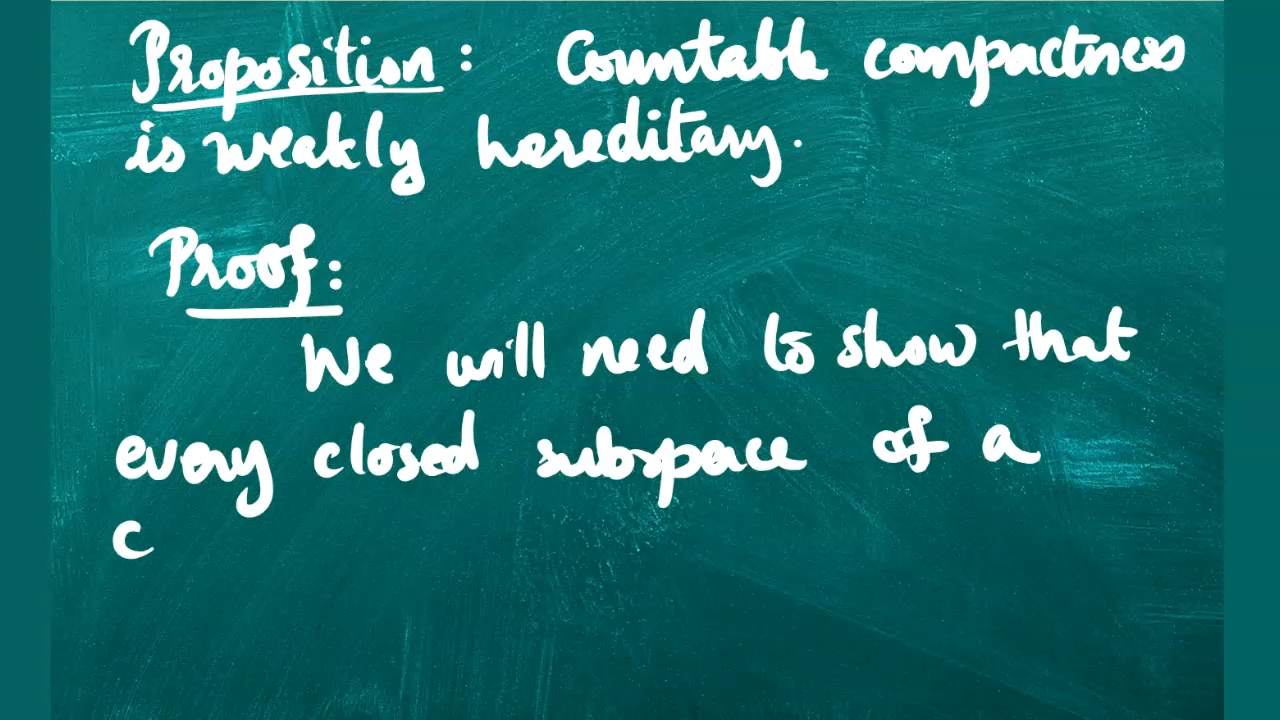 Proposition: Countable compactness
is weakly hereditary.
Proof:
We will need to show that
every closed subspace of a
c